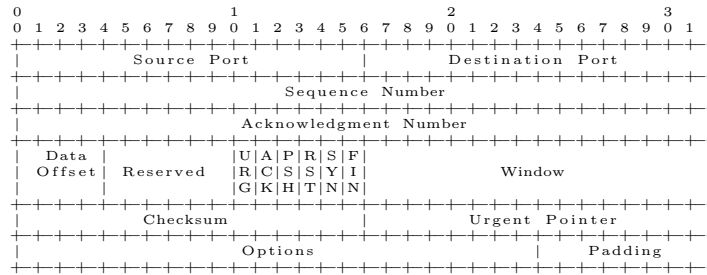 0 1 2 3
0 1 2 3 4 5 6 7 8 9 0 1 2 3 4 5 6 7 8 9 0 1 2 3 4 5 6 7 8 9 0 1
Source Port | Destination Port
Sequence Number
Acknowledgment Number
Data |U|A|P|R|S|F|
Offset| Reserved |R|C|S|S|Y|I| Window
|G|K|H|T|N|N|
Checksum | Urgent Pointer
Options | Padding